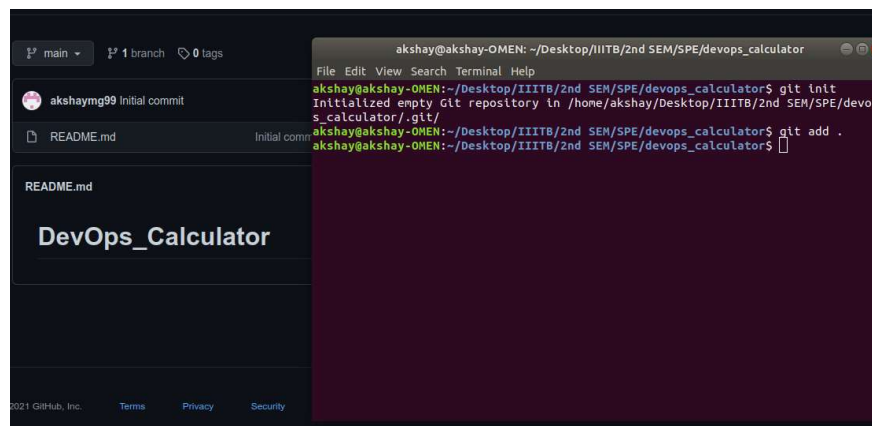 main
1 branch
0 tags
akshaymg99 Initial commit
README.md
Initial comm
README.md
DevOps_Calculator
2021 GitHub, Inc.
Terms
Privacy
Security
akshay@akshay-OMEN: ~/Desktop/IIITB/2nd SEM/SPE/devops_calculator
File Edit View Search Terminal Help
akshay@akshay-OMEN:~/Desktop/IIITB/2nd SEM/SPE/devops_calculator$ git init
Initialized empty Git repository in /home/akshay/Desktop/IIITB/2nd SEM/SPE/devo
s_calculator/.git/
akshay@akshay-OMEN:~/Desktop/IIITB/2nd SEM/SPE/devops_calculator$ git add .
akshay@akshay-OMEN:~/Desktop/IIITB/2nd SEM/SPE/devops_calculator$